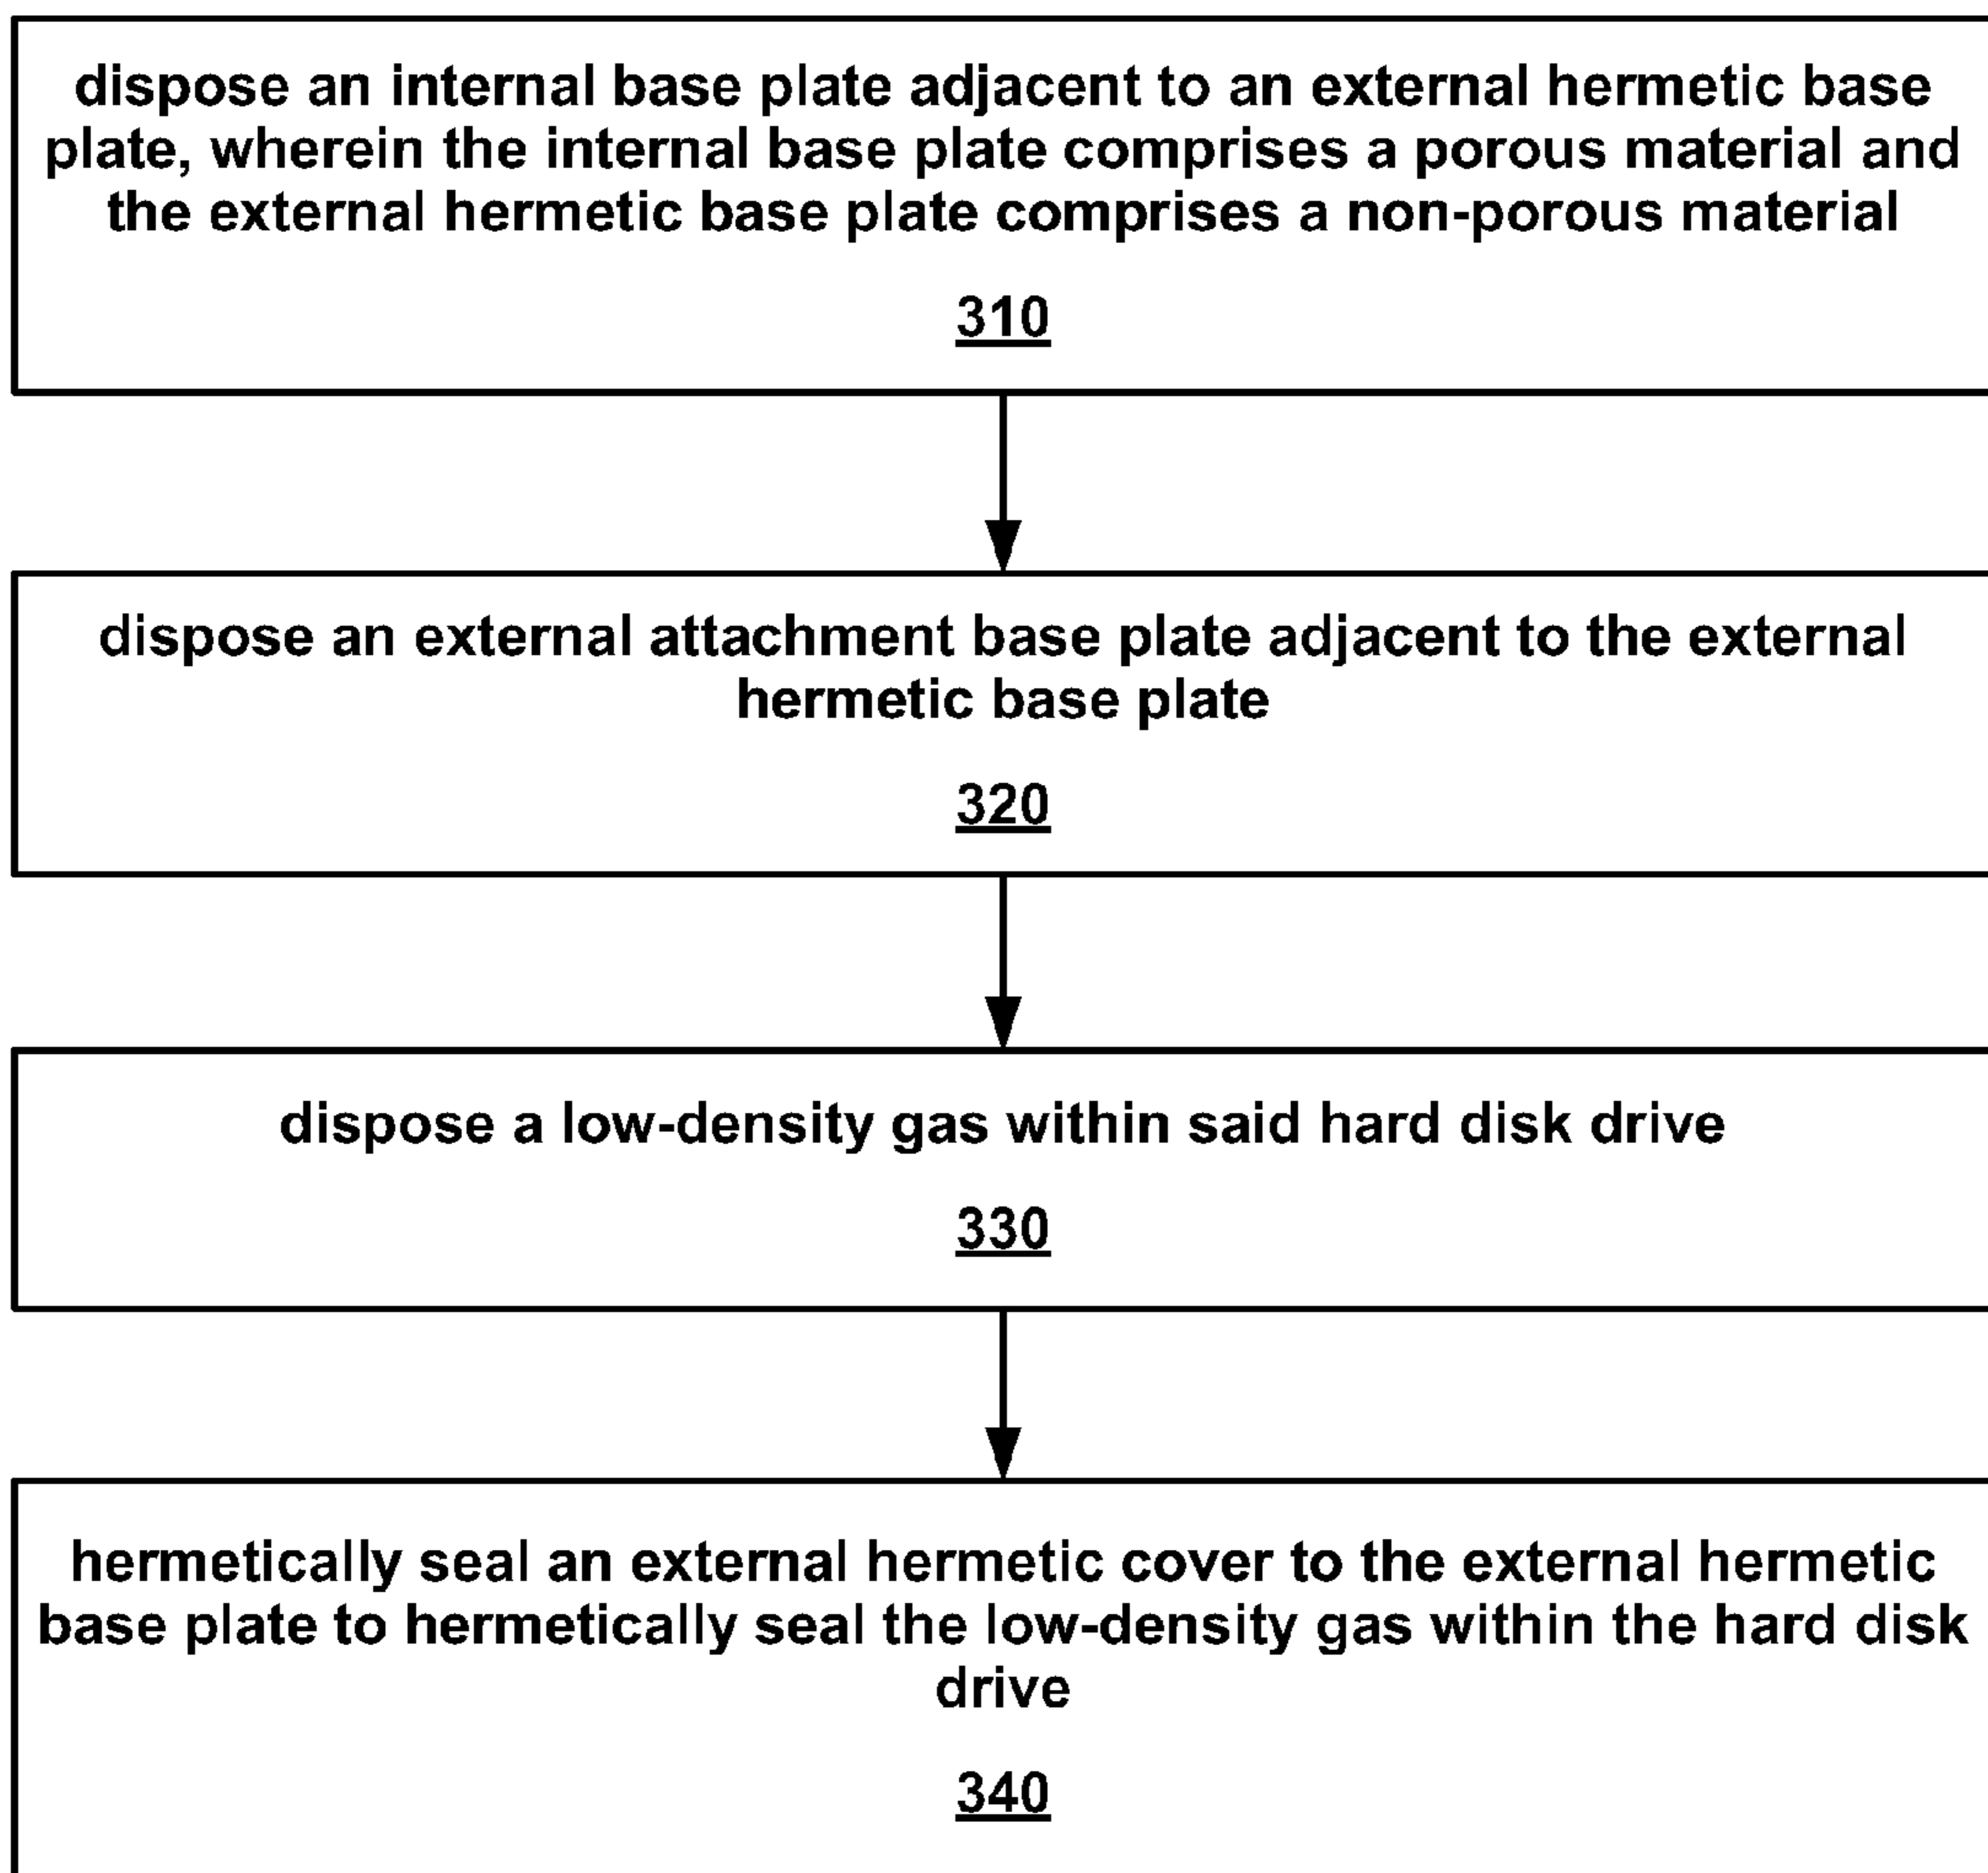 dispose an internal base plate adjacent to an external hermetic base
plate, wherein the internal base plate comprises a porous material and
the external hermetic base plate comprises a non-porous material
310
dispose an external attachment base plate adjacent to the external
hermetic base plate
320
dispose a low-density gas within said hard disk drive
330
hermetically seal an external hermetic cover to the external hermetic
base plate to hermetically seal the low-density gas within the hard disk
drive
340